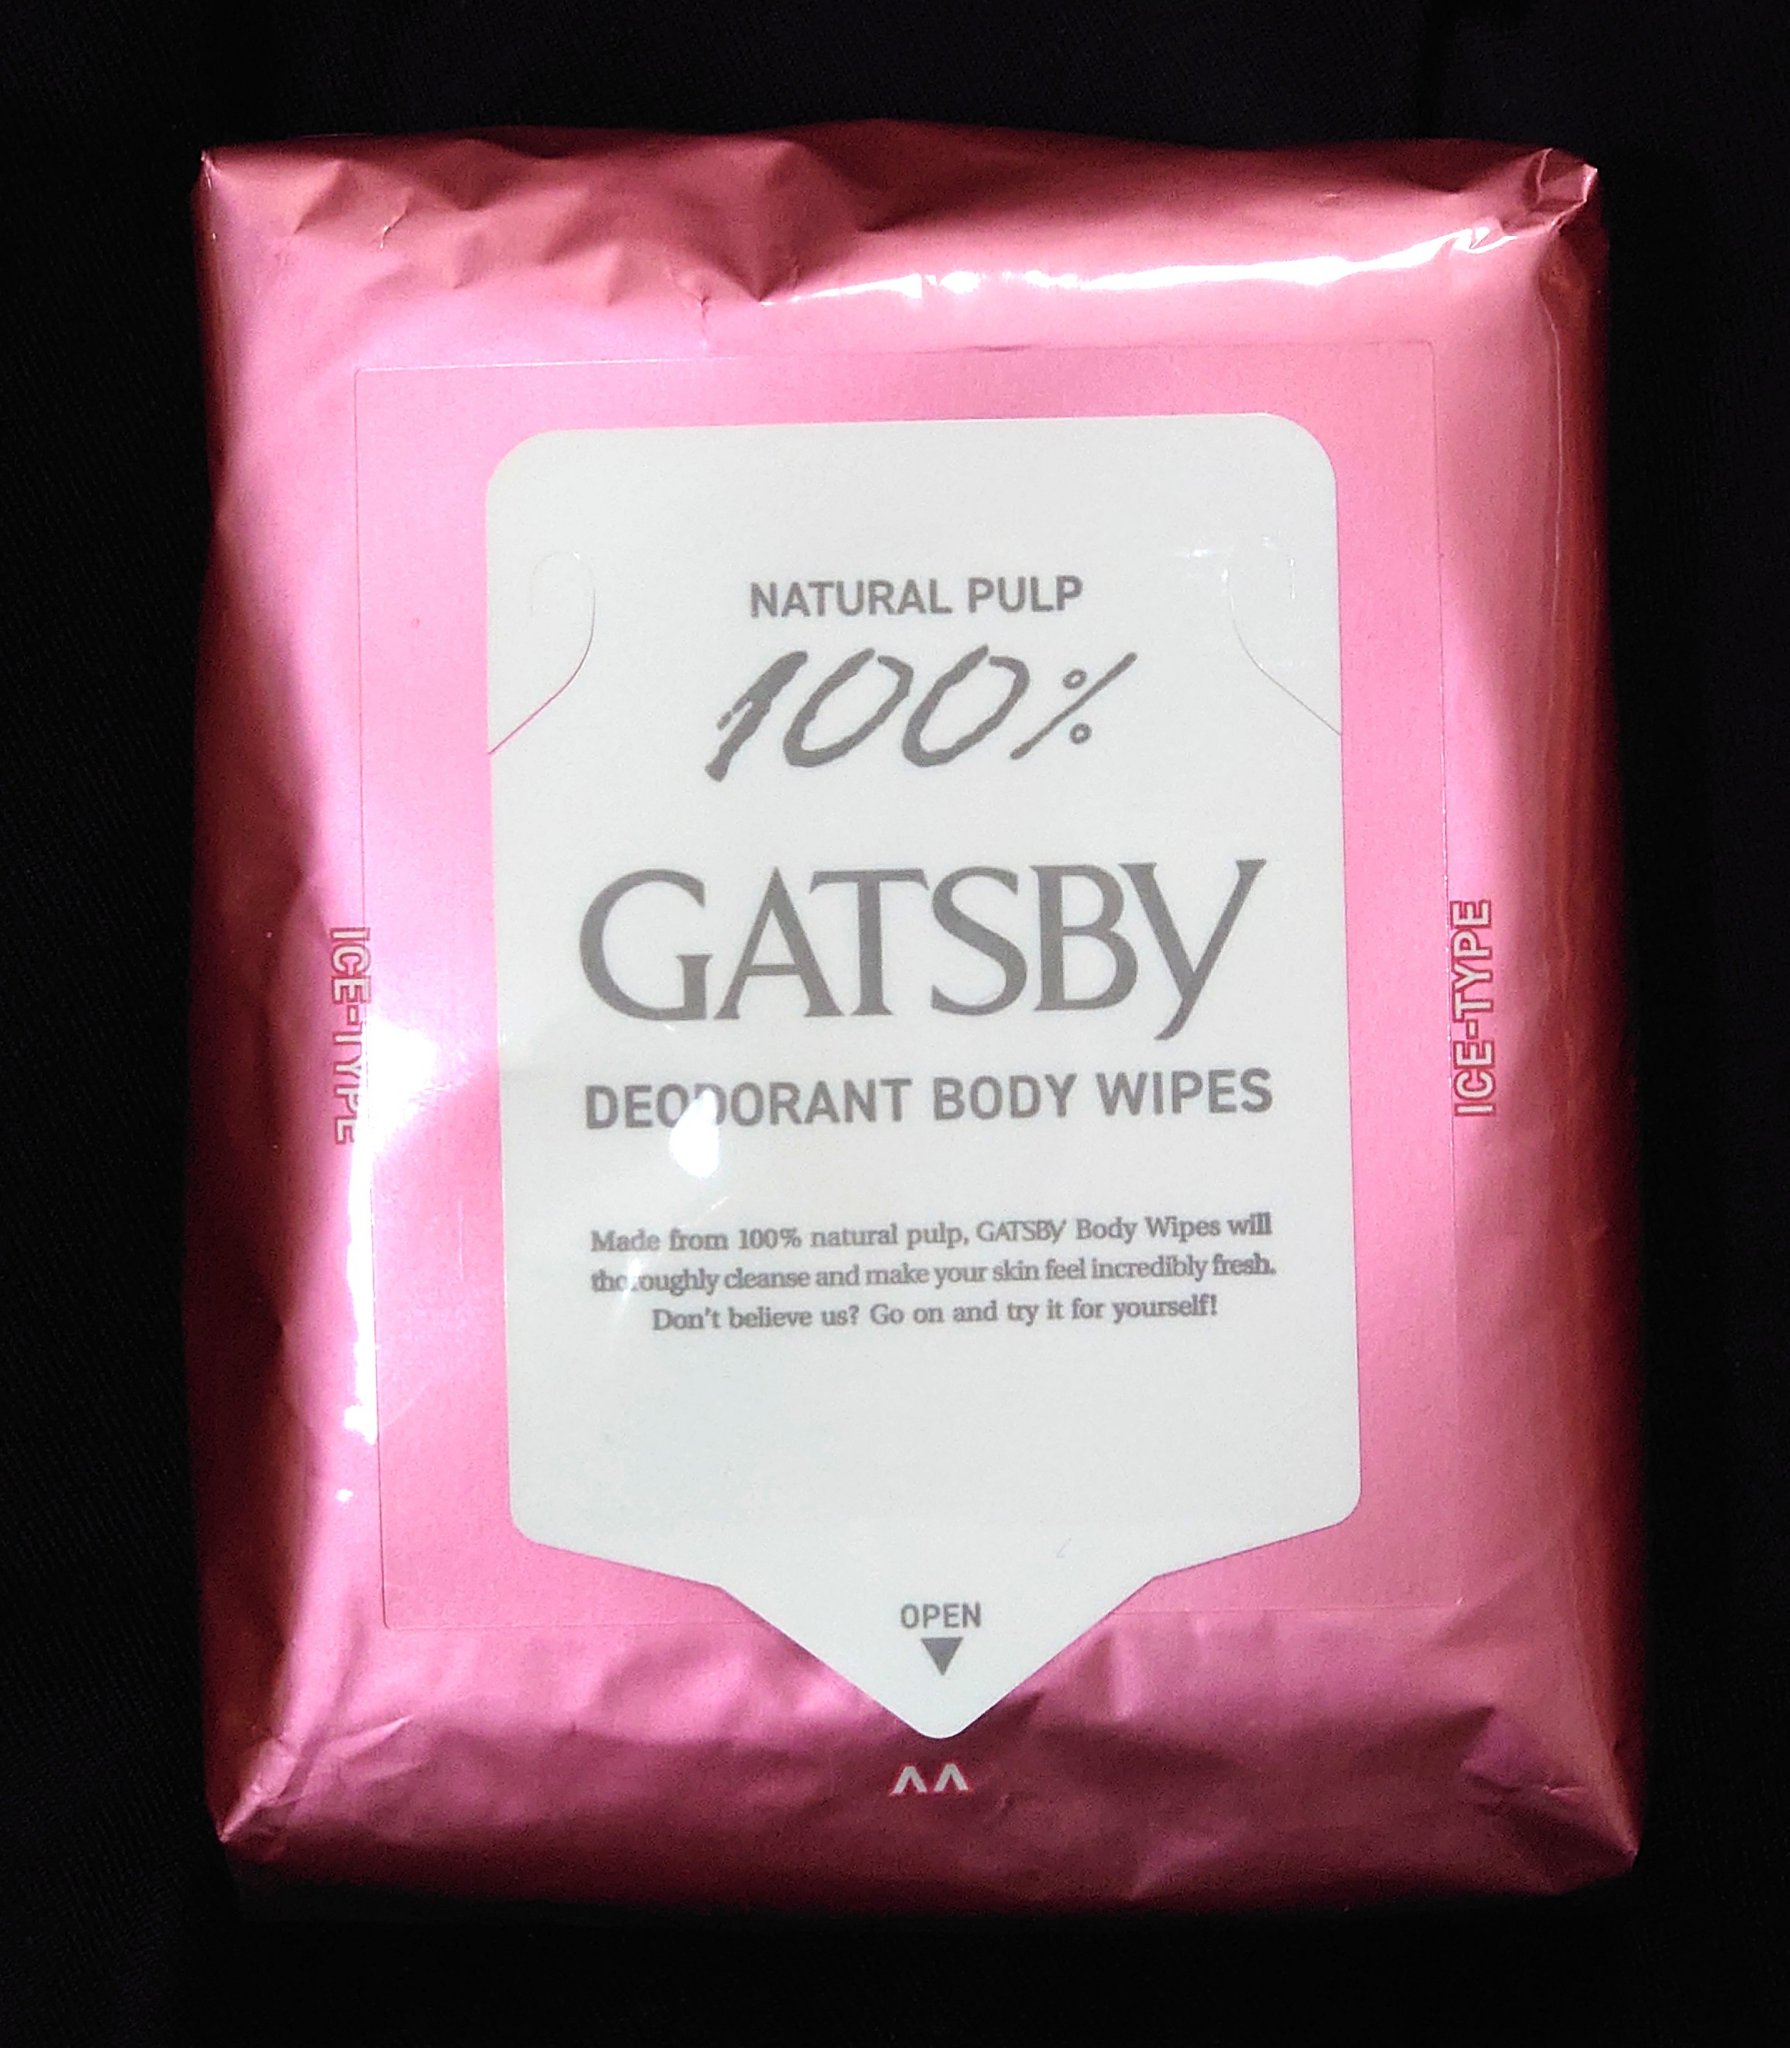 NATURAL PULP
100%
GATSBY
DEODORANT BODY WIPES
Made from 100% natural pulp, GATSBY Body Wipes will
thoroughly cleanse and make your skin feel incredibly fresh.
Don't believe us? Go on and try it for yourself!
ICE-TYPE
ICE-TYPE
OPEN